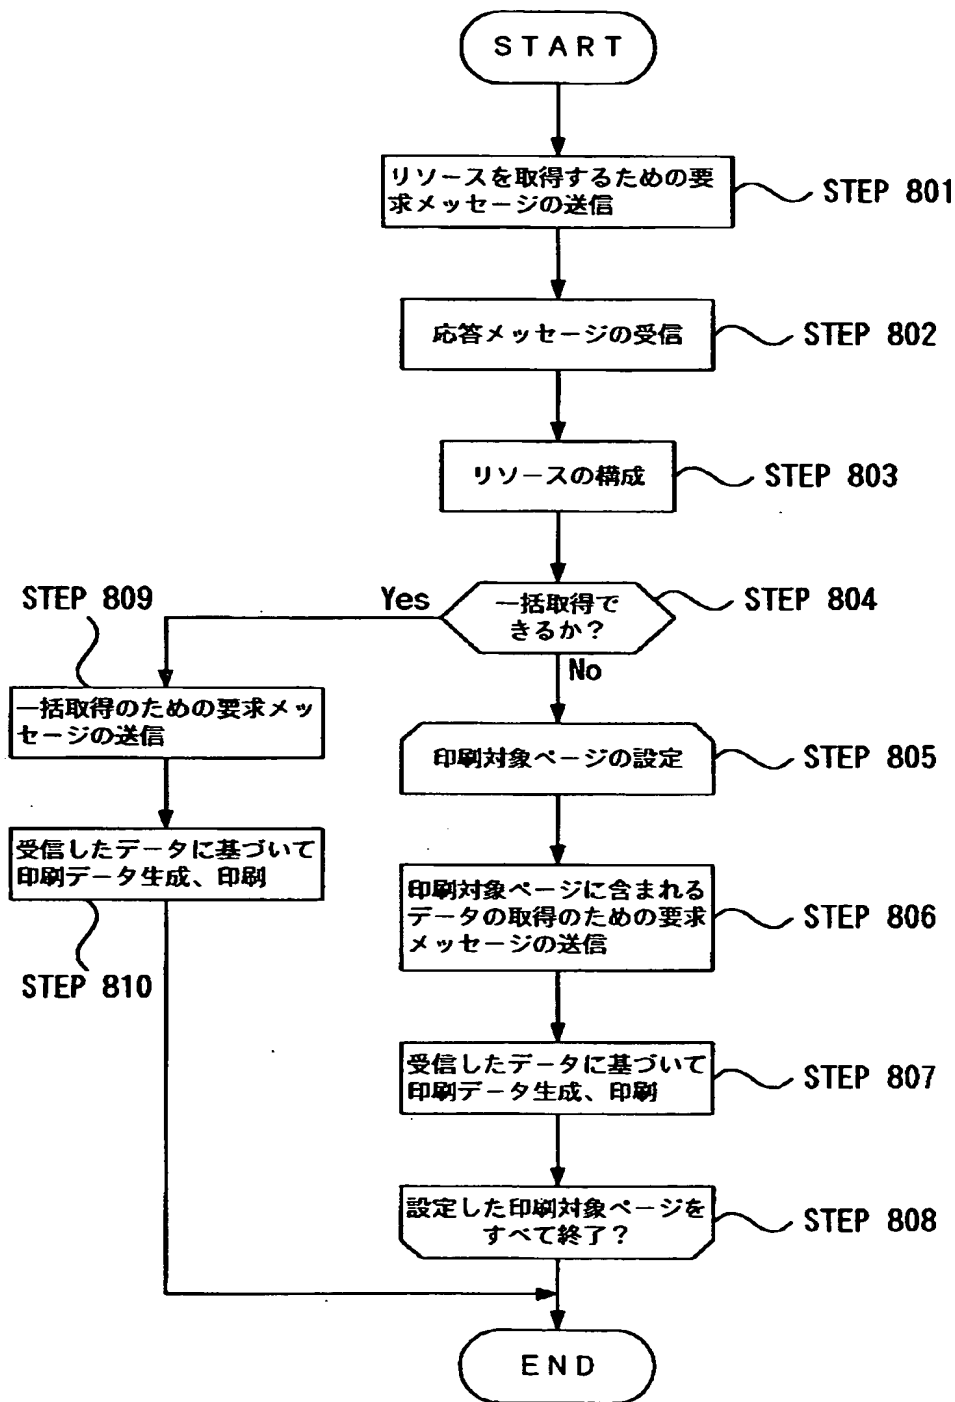 START
リソースを取得するための要
求メッセージの送信
STEP 801
応答メッセージの受信
STEP 802
リソースの構成
STEP 803
一括取得で
きるか？
STEP 804
Yes
No
STEP 809
一括取得のための要求メッ
セージの送信
受信したデータに基づいて
印刷データ生成、印刷
STEP 810
印刷対象ページの設定
STEP 805
印刷対象ページに含まれる
データの取得のための要求
メッセージの送信
STEP 806
受信したデータに基づいて
印刷データ生成、印刷
STEP 807
設定した印刷対象ページを
すべて終了？
STEP 808
END